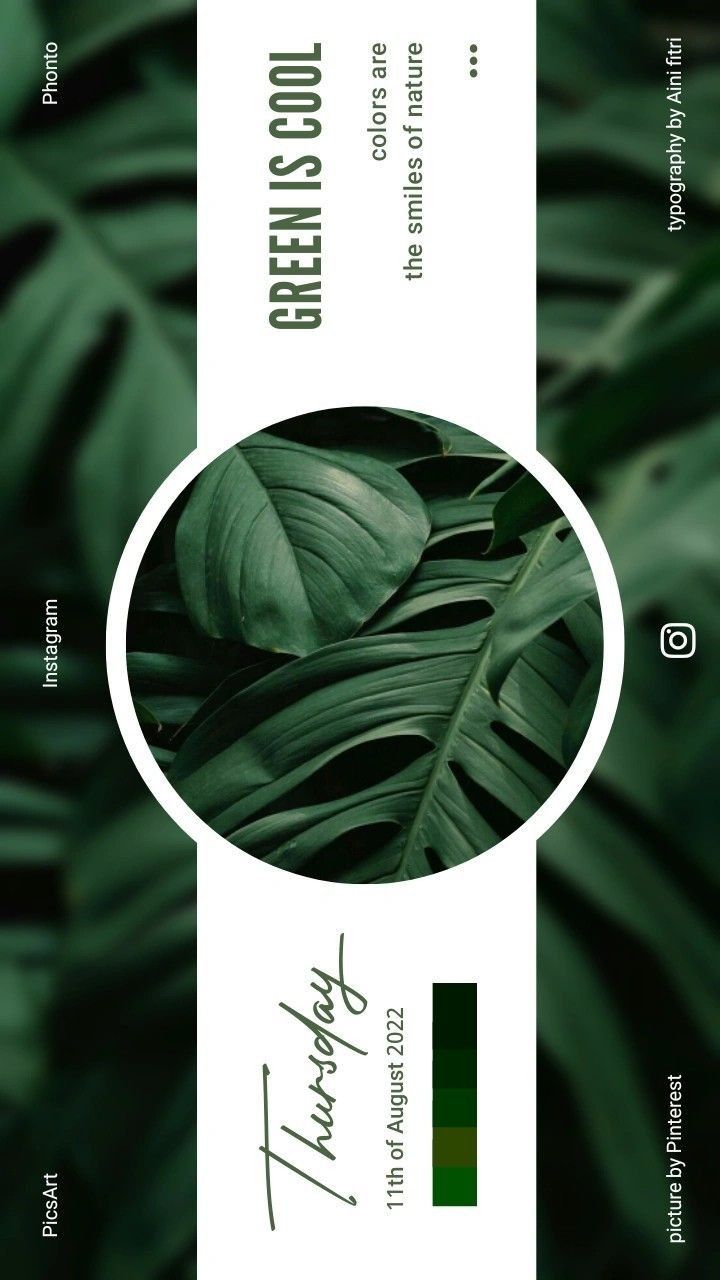 PicsArt
Instagram
Phonto
Thursday
11th of August 2022
GREEN IS COOL
colors are
the smiles of nature
picture by Pinterest
typography by Aini fitri